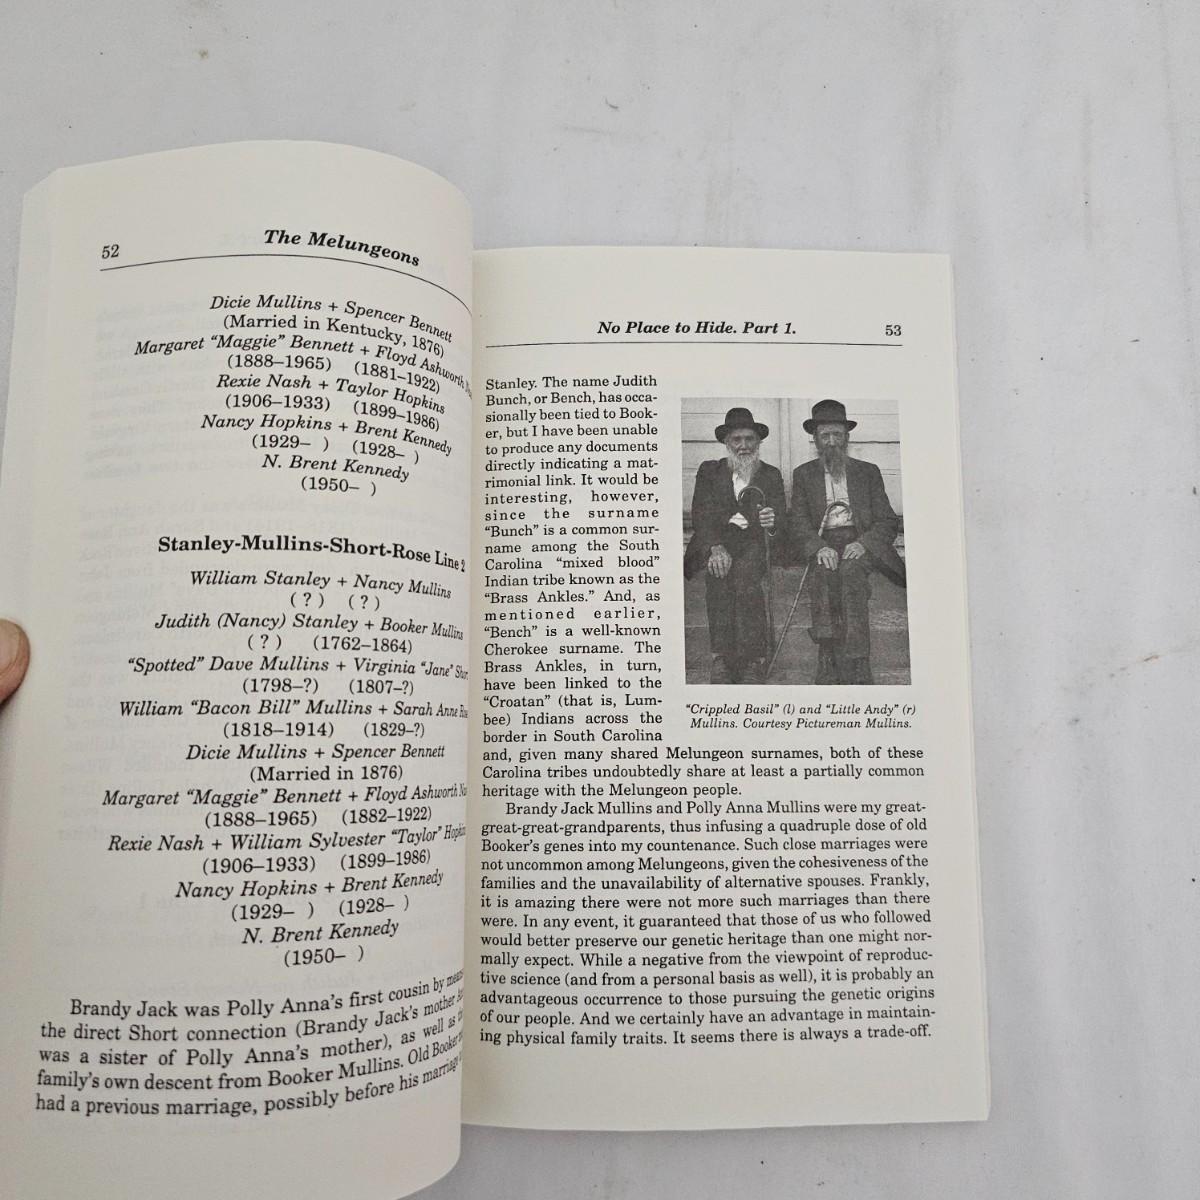 52
The Melungeons
Dicie Mullins + Spencer Bennett
(Married in Kentucky, 1876)
Margaret “Maggie” Bennett + Floyd Ashworth
(1888–1965) (1881–1922)
Rexie Nash + Taylor Hopkins
(1906–1933) (1899–1986)
Nancy Hopkins + Brent Kennedy
(1929– ) (1928– )
N. Brent Kennedy
(1950– )
Stanley-Mullins-Short-Rose Line 2
William Stanley + Nancy Mullins
( ? ) ( ? )
Judith (Nancy) Stanley + Booker Mullins
( ? ) (1762–1864)
“Spotted” Dave Mullins + Virginia “Jane”
(1798–?) (1807–?)
William “Bacon Bill” Mullins + Sarah Anne
(1818–1914) (1829–?)
Dicie Mullins + Spencer Bennett
(Married in 1876)
Margaret “Maggie” Bennett + Floyd Ashworth
(1888–1965) (1882–1922)
Rexie Nash + William Sylvester “Taylor”
(1906–1933) (1899–1986)
Nancy Hopkins + Brent Kennedy
(1929– ) (1928– )
N. Brent Kennedy
(1950– )
Brandy Jack was Polly Anna’s first cousin by
the direct Short connection (Brandy Jack’s mother
was a sister of Polly Anna’s mother), as well as
family’s own descent from Booker Mullins. Old Booker
had a previous marriage, possibly before his marriage
No Place to Hide. Part 1.
53
Stanley. The name Judith
Bunch, or Bench, has occa-
sionally been tied to Book-
er, but I have been unable
to produce any documents
directly indicating a mat-
rimonial link. It would be
interesting, however,
since the surname
“Bunch” is a common sur-
name among the South
Carolina “mixed blood”
Indian tribe known as the
“Brass Ankles.” And, as
mentioned earlier,
“Bench” is a well-known
Cherokee surname. The
Brass Ankles, in turn,
have been linked to the
“Croatan” (that is, Lum-
bee) Indians across the
border in South Carolina
and, given many shared Melungeon surnames, both of these
Carolina tribes undoubtedly share at least a partially common
heritage with the Melungeon people.
“Crippled Basil” (l) and “Little Andy” (r)
Mullins. Courtesy Pictureman Mullins.
Brandy Jack Mullins and Polly Anna Mullins were my great-
great-great-grandparents, thus infusing a quadruple dose of old
Booker’s genes into my countenance. Such close marriages were
not uncommon among Melungeons, given the cohesiveness of the
families and the unavailability of alternative spouses. Frankly,
it is amazing there were not more such marriages than there
were. In any event, it guaranteed that those of us who followed
would better preserve our genetic heritage than one might nor-
mally expect. While a negative from the viewpoint of reproduc-
tive science (and from a personal basis as well), it is probably an
advantageous occurrence to those pursuing the genetic origins
of our people. And we certainly have an advantage in maintain-
ing physical family traits. It seems there is always a trade-off.